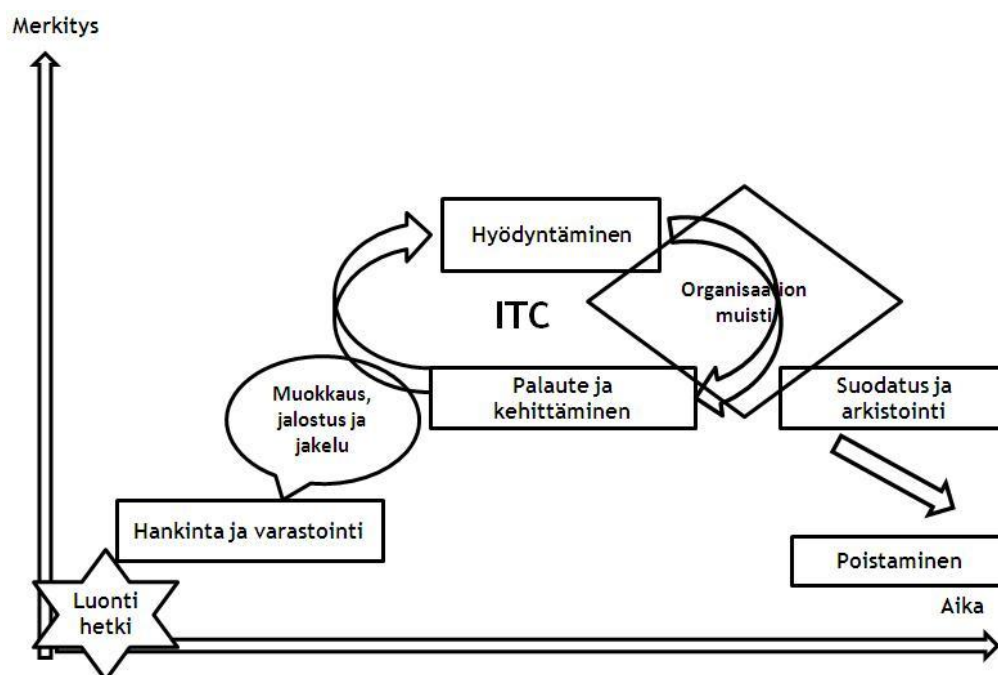 Merkitys
Hyödyntäminen
Organisaation
muisti
ITC
Muokkaus,
jalostus ja
jakelu
Palaute ja
kehittäminen
Suodatus ja
arkistointi
Hankinta ja varastointi
Poistaminen
Luonti
hetki
Aika